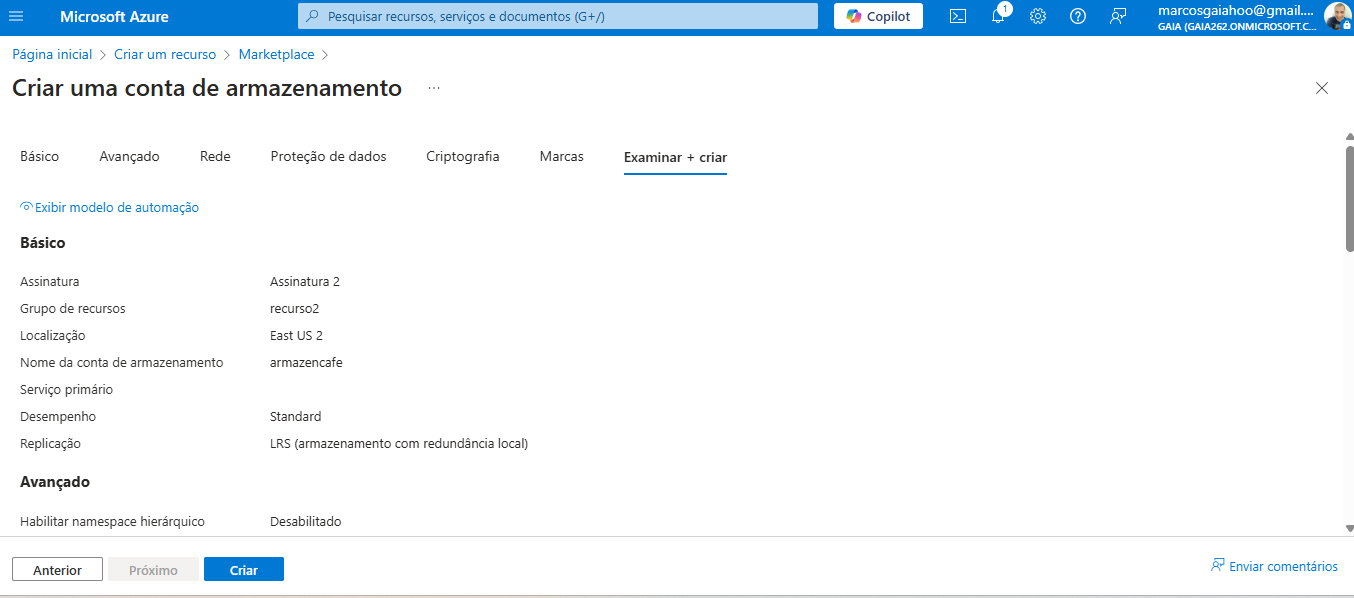 Microsoft Azure
Pesquisar recursos, serviços e documentos (G+/)
Copilot
1
marcosgaiahoo@gmail....
GAIA (GAIA262.ONMICROSOFT.C...
Página inicial > Criar um recurso > Marketplace >
Criar uma conta de armazenamento ...
Básico Avançado Rede Proteção de dados Criptografia Marcas Examinar + criar
Exibir modelo de automação
Básico
Assinatura Assinatura 2
Grupo de recursos recurso2
Localização East US 2
Nome da conta de armazenamento armazencafe
Serviço primário
Desempenho Standard
Replicação LRS (armazenamento com redundância local)
Avançado
Habilitar namespace hierárquico Desabilitado
Anterior Próximo Criar Enviar comentários